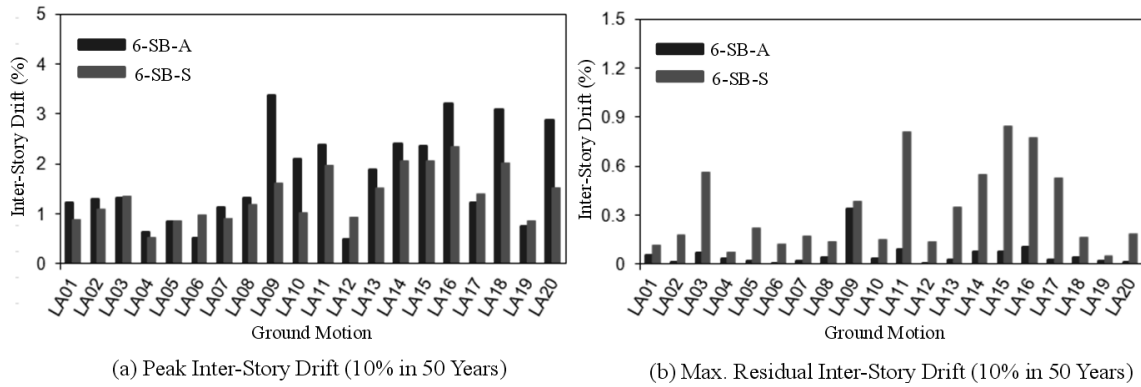 5
4
3
2
1
0
Inter-Story Drift (%)
6-SB-A
6-SB-S
LA01
LA02
LA03
LA04
LA05
LA06
LA07
LA08
LA09
LA10
LA11
LA12
LA13
LA14
LA15
LA16
LA17
LA18
LA19
LA20
Ground Motion
(a) Peak Inter-Story Drift (10% in 50 Years)
1.5
1.2
0.9
0.6
0.3
0
Inter-Story Drift (%)
6-SB-A
6-SB-S
LA01
LA02
LA03
LA04
LA05
LA06
LA07
LA08
LA09
LA10
LA11
LA12
LA13
LA14
LA15
LA16
LA17
LA18
LA19
LA20
Ground Motion
(b) Max. Residual Inter-Story Drift (10% in 50 Years)